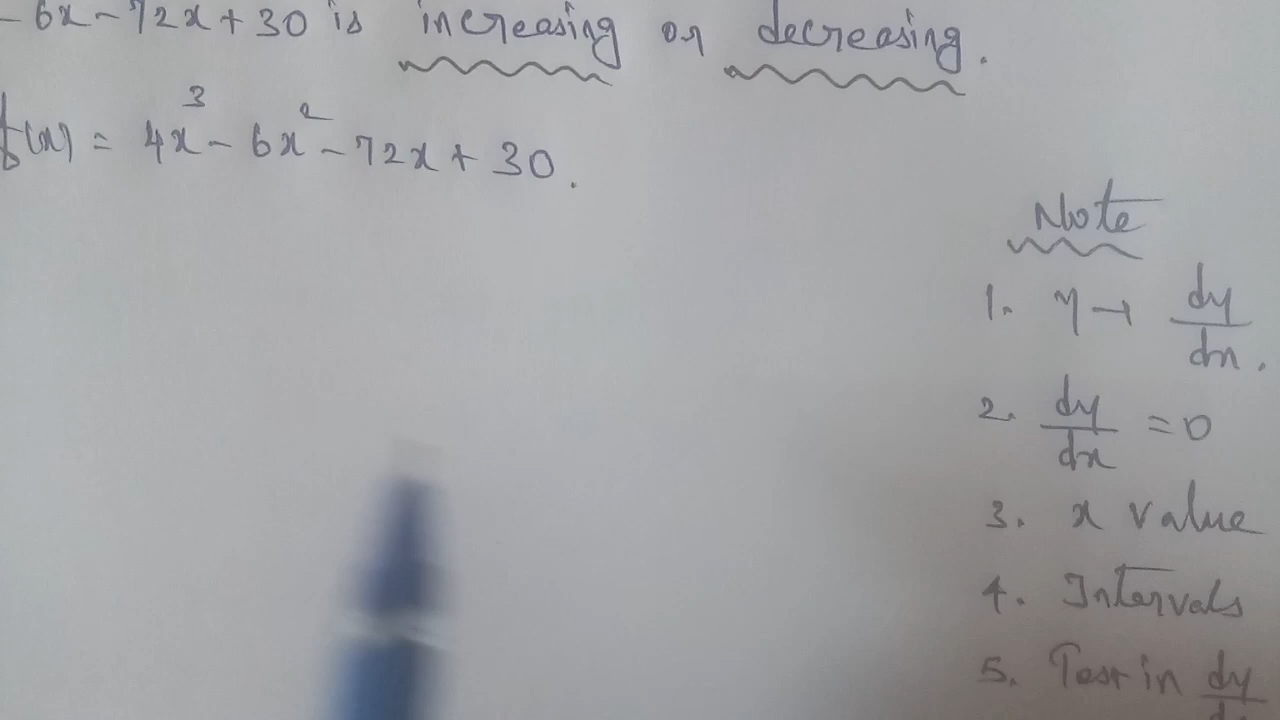 - 6x - 72x + 30 is increasing or decreasing.
f(x) = 4x³ - 6x² - 72x + 30.
Note
1. y → dy/dx.
2. dy/dx = 0
3. x value
4. Intervals
5. Test in dy/dx